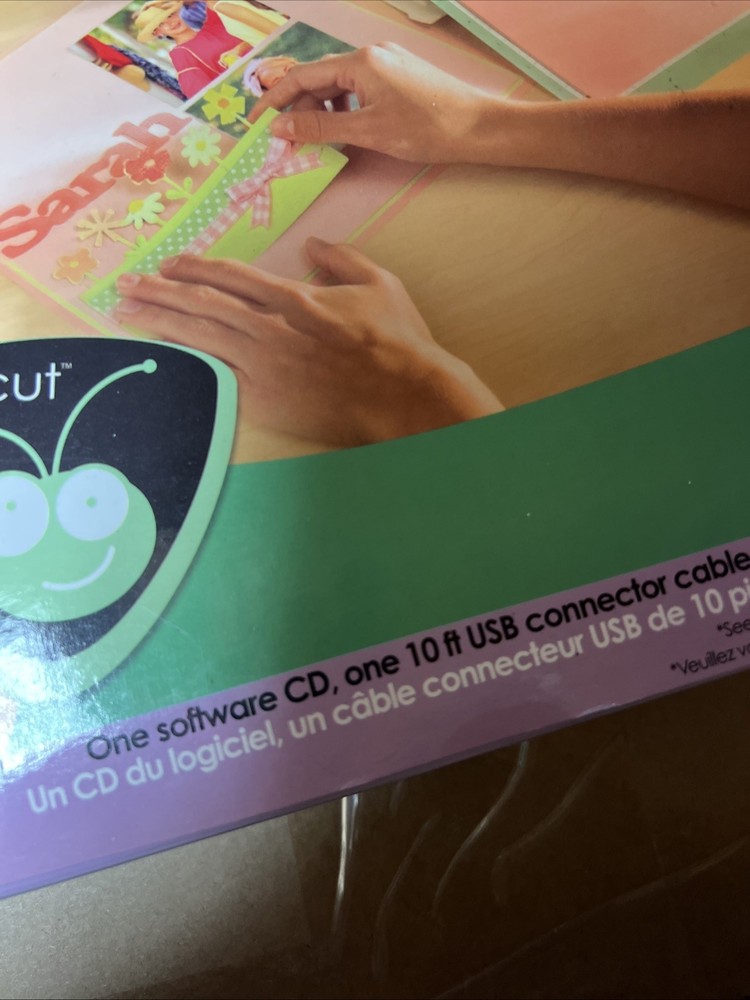 Sarah
cut™
One software CD, one 10 ft USB connector cable
Un CD du logiciel, un câble connecteur USB de 10 pi
*See
*Veuillez